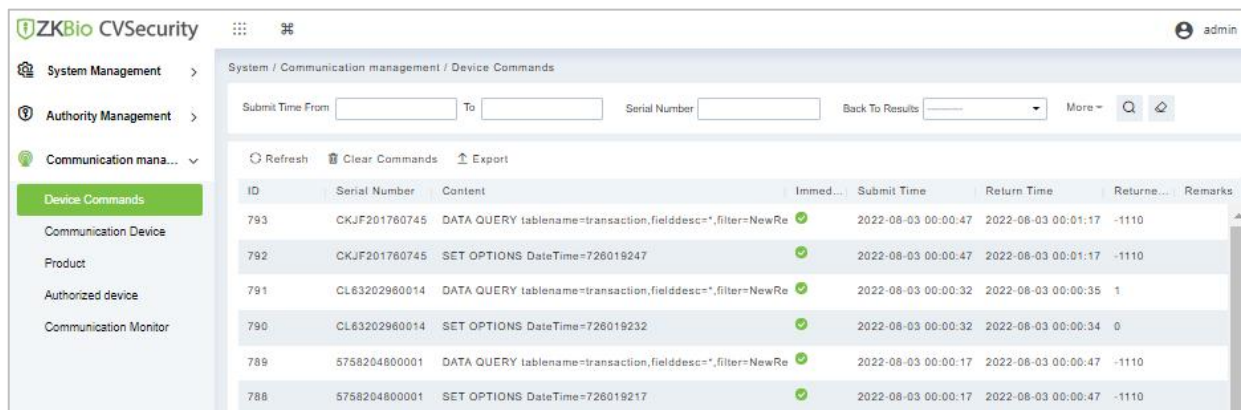 ZKBio CVSecurity
admin
System Management
Authority Management
Communication mana...
Device Commands
Communication Device
Product
Authorized device
Communication Monitor
System / Communication management / Device Commands
Submit Time From To Serial Number Back To Results ---------- More
Refresh Clear Commands Export
ID Serial Number Content Immed... Submit Time Return Time Returne... Remarks
793 CKJF201760745 DATA QUERY tablename=transaction,fielddesc=*,filter=NewRe 2022-08-03 00:00:47 2022-08-03 00:01:17 -1110
792 CKJF201760745 SET OPTIONS DateTime=726019247 2022-08-03 00:00:47 2022-08-03 00:01:17 -1110
791 CL63202960014 DATA QUERY tablename=transaction,fielddesc=*,filter=NewRe 2022-08-03 00:00:32 2022-08-03 00:00:35 1
790 CL63202960014 SET OPTIONS DateTime=726019232 2022-08-03 00:00:32 2022-08-03 00:00:34 0
789 5758204800001 DATA QUERY tablename=transaction,fielddesc=*,filter=NewRe 2022-08-03 00:00:17 2022-08-03 00:00:47 -1110
788 5758204800001 SET OPTIONS DateTime=726019217 2022-08-03 00:00:17 2022-08-03 00:00:47 -1110